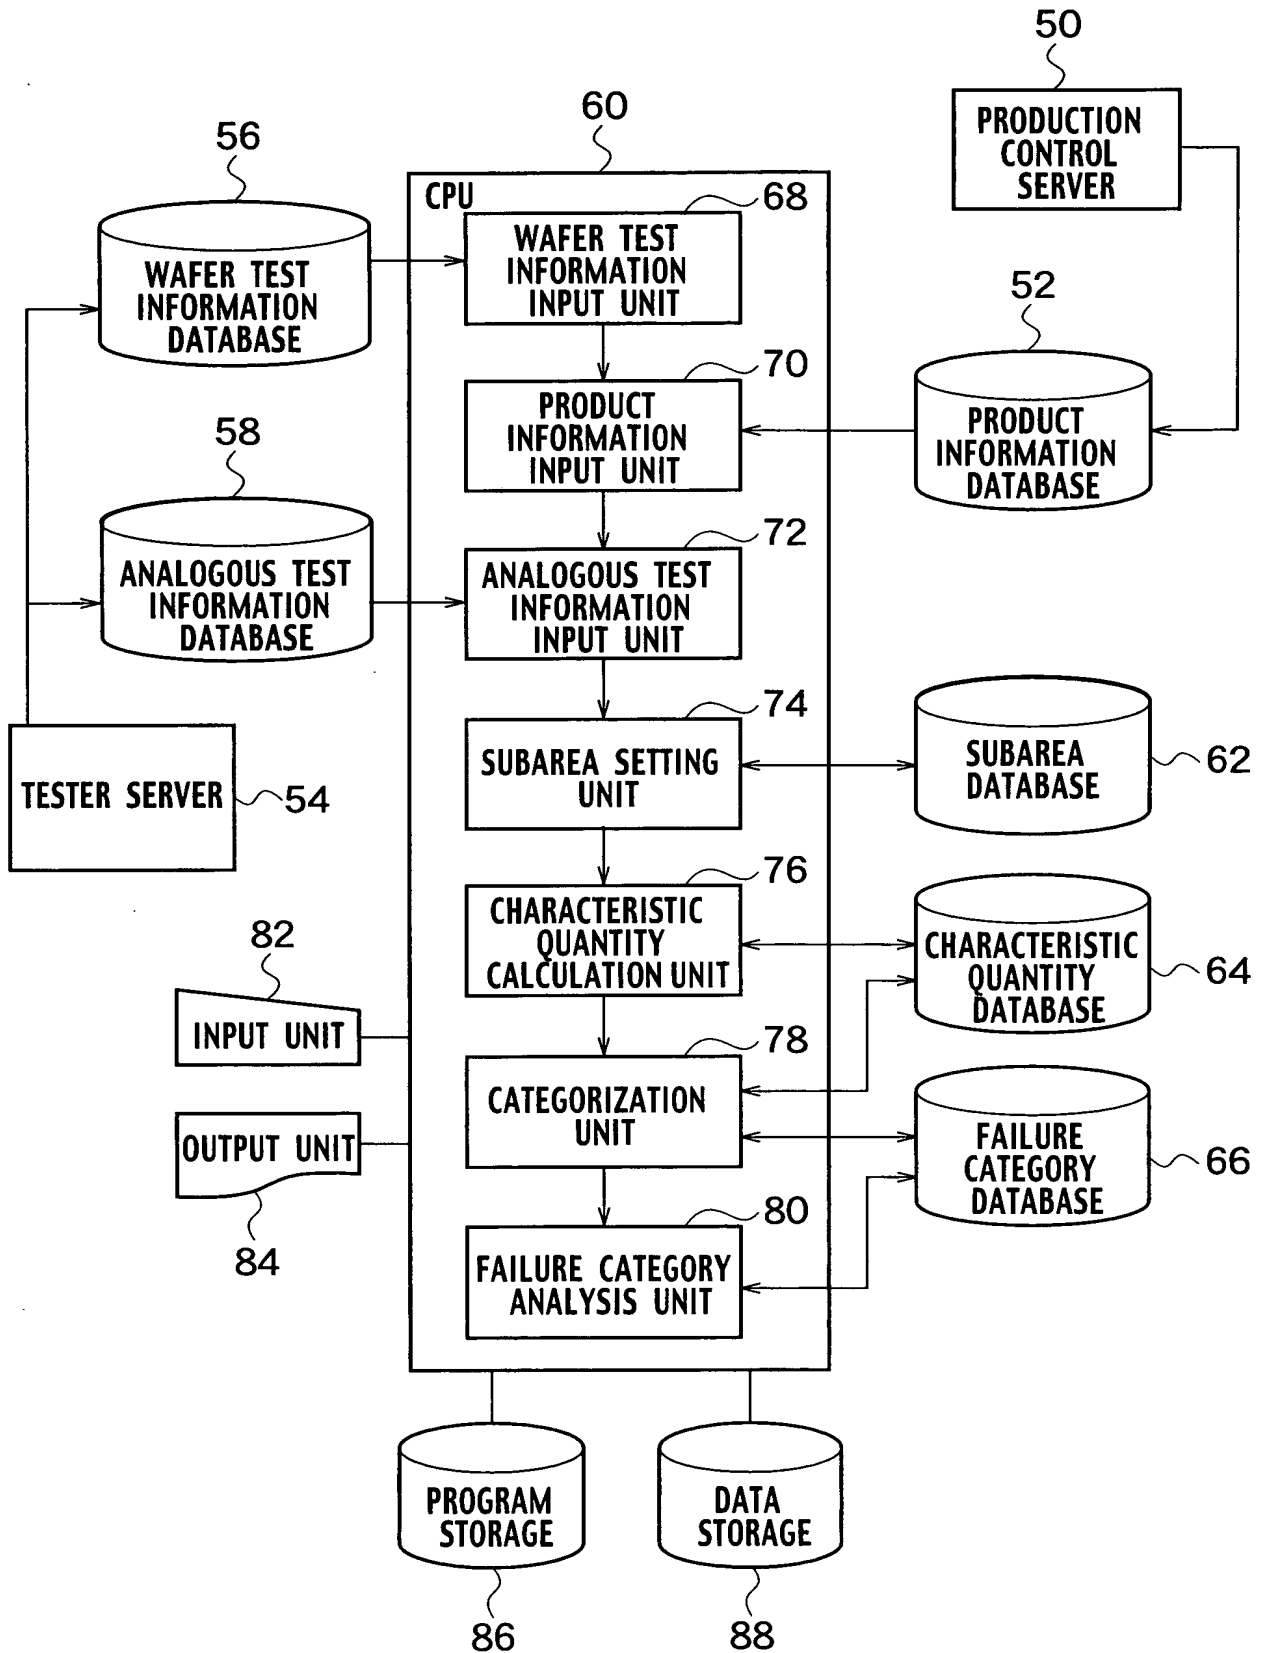 50
PRODUCTION
CONTROL
SERVER
60
56
CPU
68
WAFER TEST
INFORMATION
DATABASE
WAFER TEST
INFORMATION
INPUT UNIT
52
70
PRODUCT
INFORMATION
INPUT UNIT
PRODUCT
INFORMATION
DATABASE
58
72
ANALOGOUS TEST
INFORMATION
DATABASE
ANALOGOUS TEST
INFORMATION
INPUT UNIT
74
TESTER SERVER
54
SUBAREA SETTING
UNIT
SUBAREA
DATABASE
62
76
CHARACTERISTIC
QUANTITY
CALCULATION UNIT
CHARACTERISTIC
QUANTITY
DATABASE
64
82
INPUT UNIT
78
CATEGORIZATION
UNIT
OUTPUT UNIT
84
FAILURE
CATEGORY
DATABASE
66
80
FAILURE CATEGORY
ANALYSIS UNIT
PROGRAM
STORAGE
DATA
STORAGE
86
88